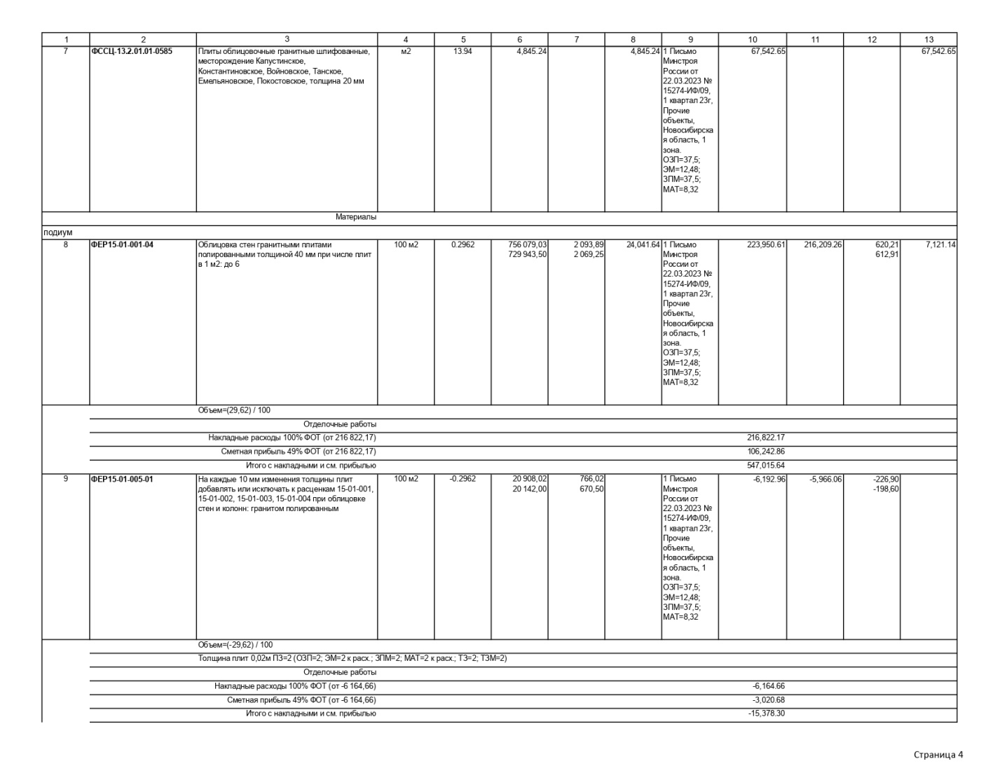 1 2 3 4 5 6 7 8 9 10 11 12 13
7 ФССЦ-13.2.01.01-0585 Плиты облицовочные гранитные шлифованные, м2 13.94 4,845.24 4,845.24 1 Письмо 67,542.65 67,542.65
месторождение Капустинское, Минстроя
Константиновское, Войновское, Танское, России от
Емельяновское, Покостовское, толщина 20 мм 22.03.2023 №
15274-ИФ/09,
1 квартал 23г,
Прочие
объекты,
Новосибирска
я область, 1
зона.
ОЗП=37,5;
ЭМ=12,48;
ЗПМ=37,5;
МАТ=8,32
Материалы
подиум
8 ФЕР15-01-001-04 Облицовка стен гранитными плитами 100 м2 0.2962 756 079,03 2 093,89 24,041.64 1 Письмо 223,950.61 216,209.26 620,21 7,121.14
полированными толщиной 40 мм при числе плит 729 943,50 2 069,25 Минстроя 612,91
в 1 м2: до 6 России от
22.03.2023 №
15274-ИФ/09,
1 квартал 23г,
Прочие
объекты,
Новосибирска
я область, 1
зона.
ОЗП=37,5;
ЭМ=12,48;
ЗПМ=37,5;
МАТ=8,32
Объем=(29,62) / 100
Отделочные работы
Накладные расходы 100% ФОТ (от 216 822,17) 216,822.17
Сметная прибыль 49% ФОТ (от 216 822,17) 106,242.86
Итого с накладными и см. прибылью 547,015.64
9 ФЕР15-01-005-01 На каждые 10 мм изменения толщины плит 100 м2 -0.2962 20 908,02 766,02 1 Письмо -6,192.96 -5,966.06 -226,90
добавлять или исключать к расценкам 15-01-001, 20 142,00 670,50 Минстроя -198,60
15-01-002, 15-01-003, 15-01-004 при облицовке России от
стен и колонн: гранитом полированным 22.03.2023 №
15274-ИФ/09,
1 квартал 23г,
Прочие
объекты,
Новосибирска
я область, 1
зона.
ОЗП=37,5;
ЭМ=12,48;
ЗПМ=37,5;
МАТ=8,32
Объем=(-29,62) / 100
Толщина плит 0,02м ПЗ=2 (ОЗП=2; ЭМ=2 к расх.; ЗПМ=2; МАТ=2 к расх.; ТЗ=2; ТЗМ=2)
Отделочные работы
Накладные расходы 100% ФОТ (от -6 164,66) -6,164.66
Сметная прибыль 49% ФОТ (от -6 164,66) -3,020.68
Итого с накладными и см. прибылью -15,378.30
Страница 4